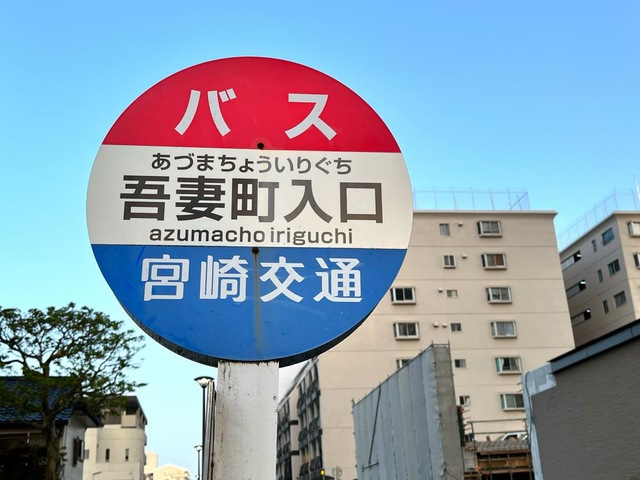 バス
あづまちょういりぐち
吾妻町入口
azumacho iriguchi
宮崎交通